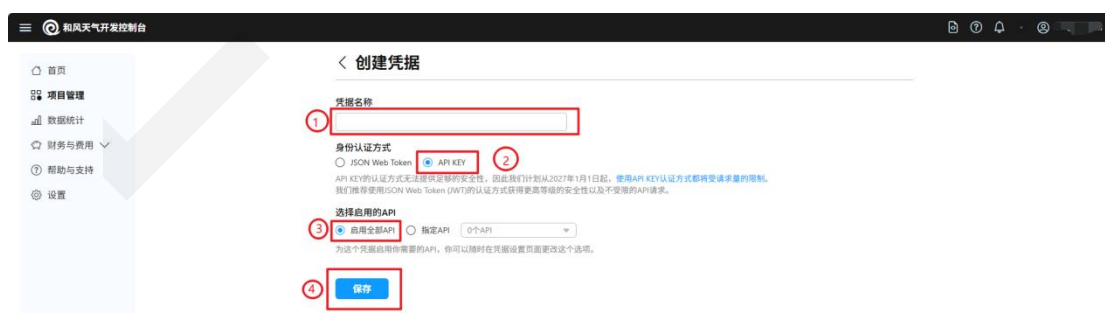 和风天气开发控制台
首页
项目管理
数据统计
财务与费用
帮助与支持
设置
创建凭据
凭据名称
1
身份认证方式
JSON Web Token API KEY 2
API KEY的认证方式无法提供足够的安全性，因此我们计划从2027年1月1日起，使用API KEY认证方式都将受请求量的限制。
我们推荐使用JSON Web Token (JWT)的认证方式获得更高等级的安全性以及不受限的API请求。
选择启用的API
3 启用全部API 指定API 0个API
为这个凭据启用你需要的API，你可以随时在凭据设置页面更改这个选项。
4 保存